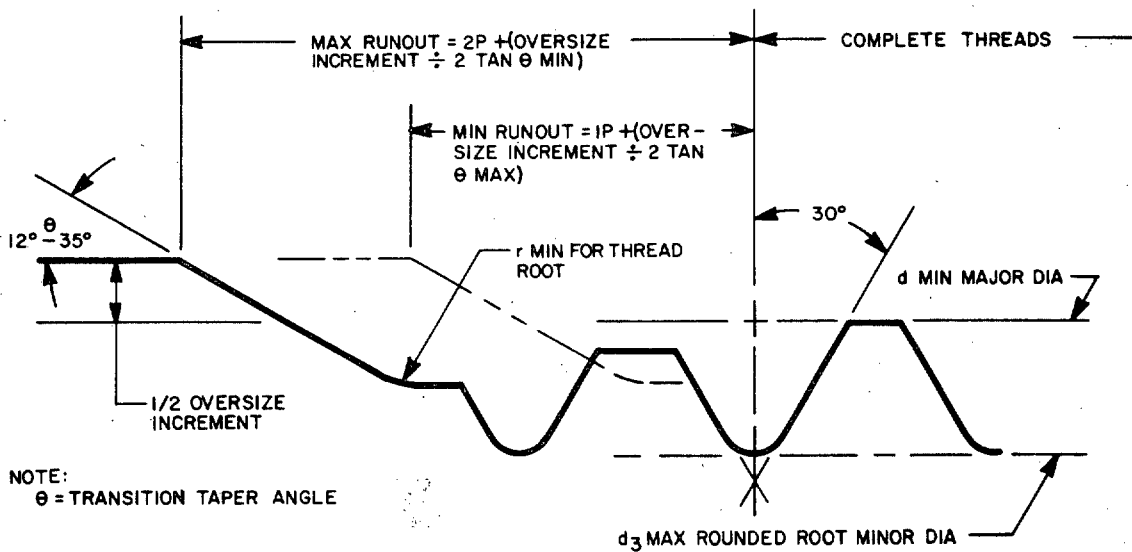 MAX RUNOUT = 2P +(OVERSIZE
INCREMENT ÷ 2 TAN θ MIN)
COMPLETE THREADS
MIN RUNOUT = 1P +(OVER-
SIZE INCREMENT ÷ 2 TAN
θ MAX)
θ
12° - 35°
30°
r MIN FOR THREAD
ROOT
d MIN MAJOR DIA
1/2 OVERSIZE
INCREMENT
NOTE:
θ = TRANSITION TAPER ANGLE
d3 MAX ROUNDED ROOT MINOR DIA